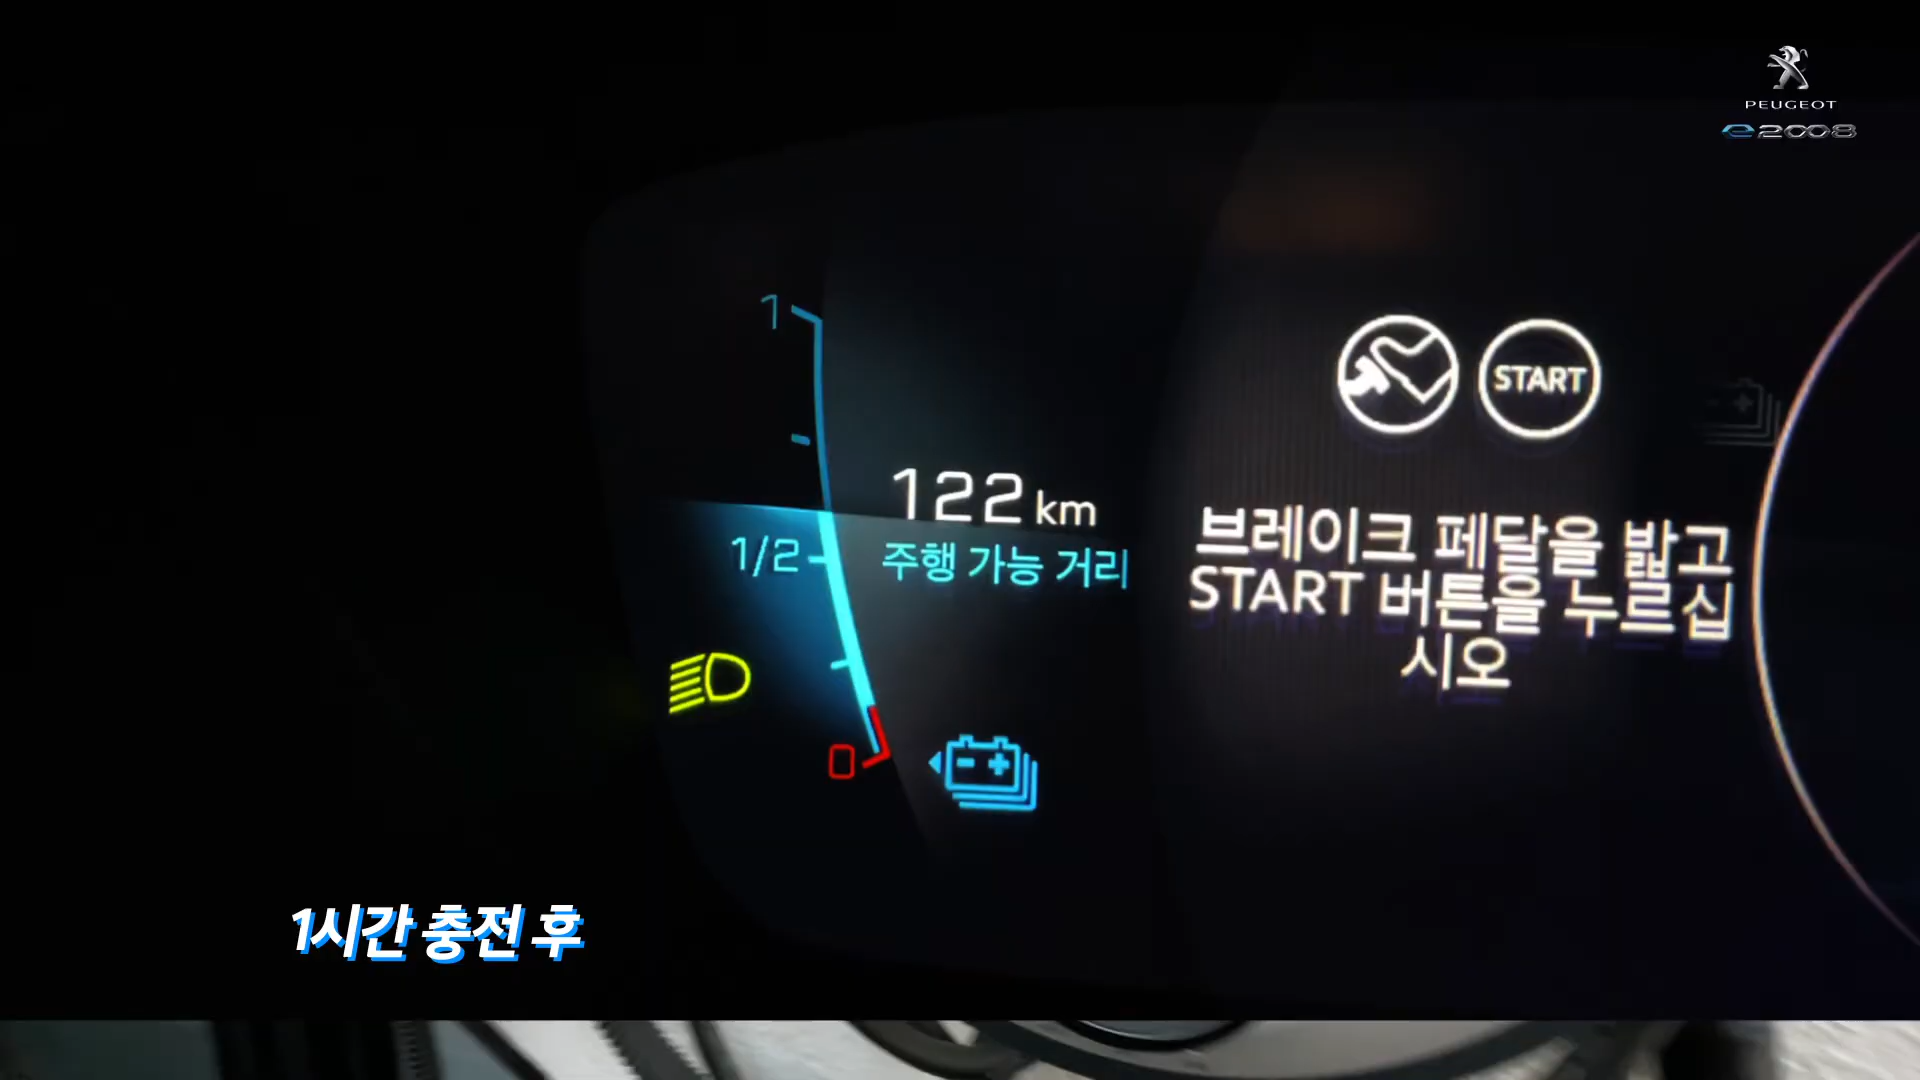 PEUGEOT
e2008
1
122 km
주행 가능 거리
1/2
0
START
브레이크 페달을 밟고
START 버튼을 누르십
시오
1시간 충전 후